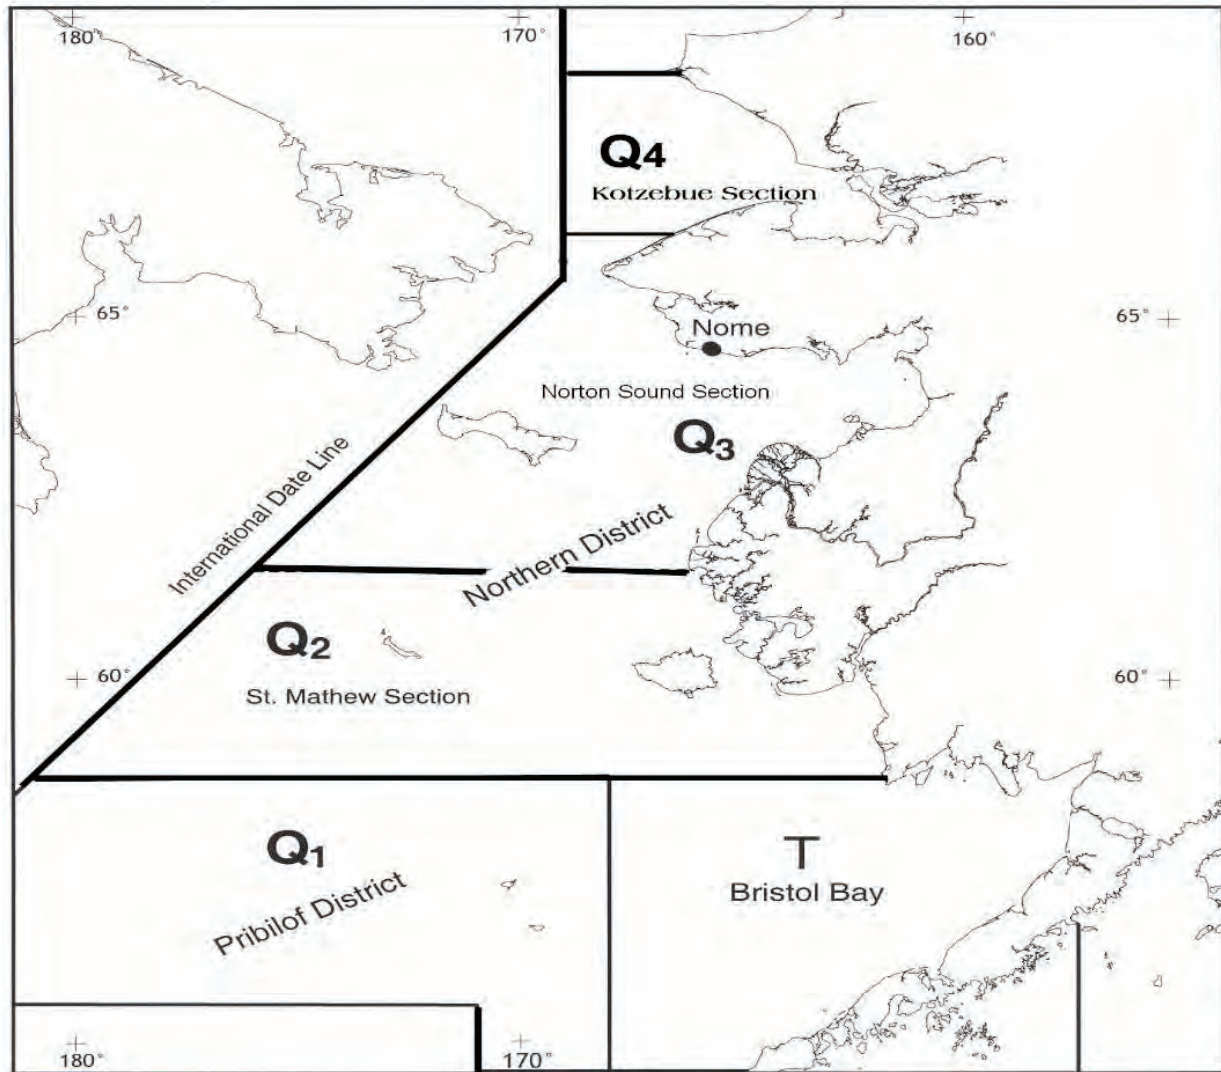 180°
170°
160°
Q4
Kotzebue Section
65°
65°
Nome
Norton Sound Section
Q3
International Date Line
Northern District
Q2
60°
60°
St. Mathew Section
Q1
T
Bristol Bay
Pribilof District
180°
170°